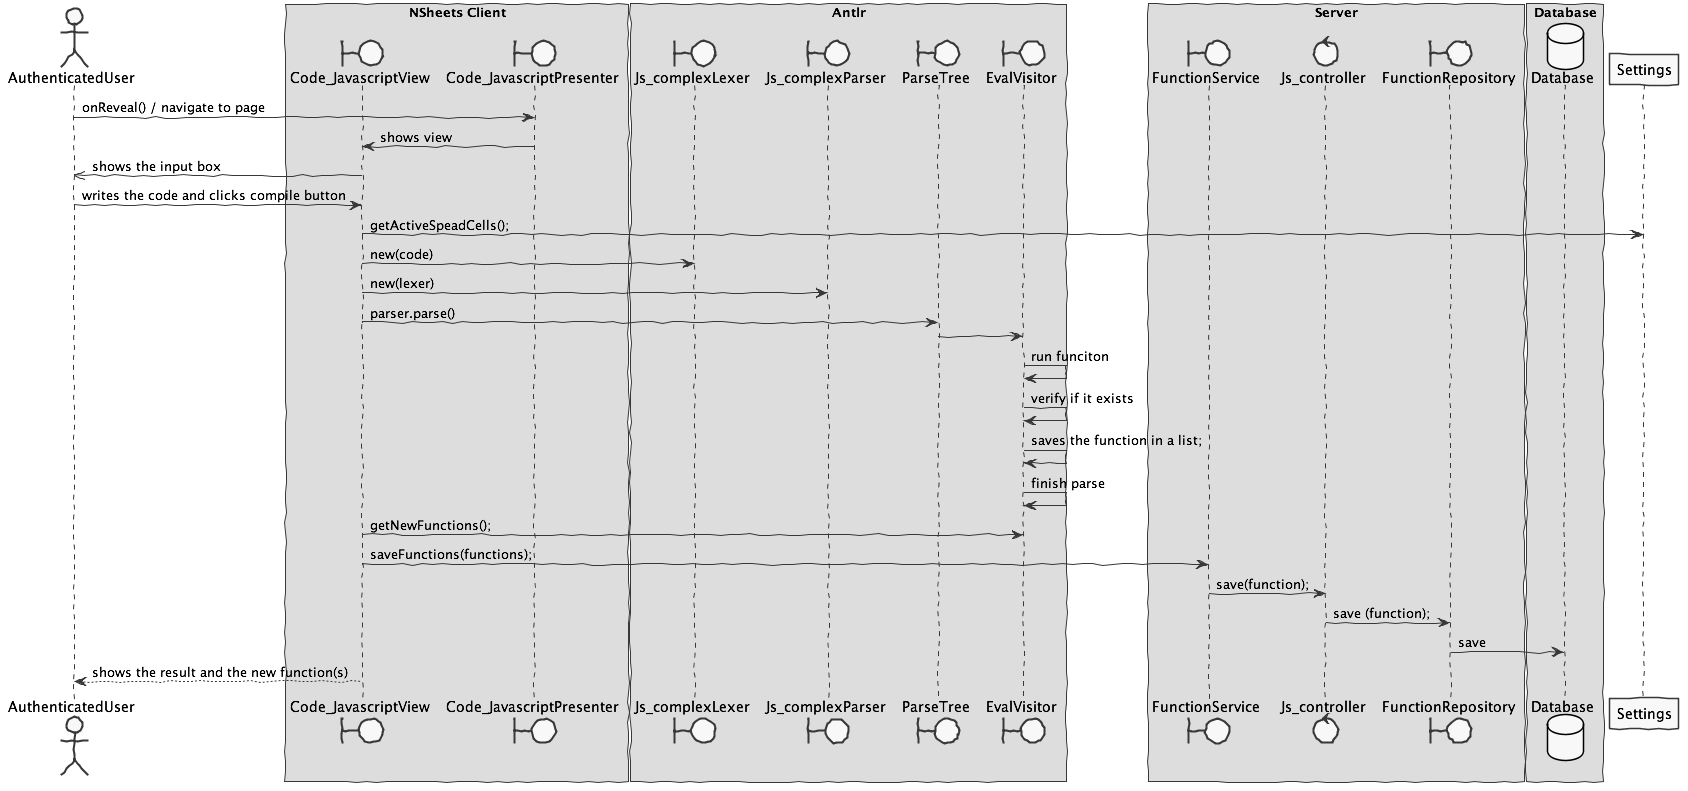 NSheets Client
Antlr
Server
Database
AuthenticatedUser
Code_JavascriptView
Code_JavascriptPresenter
Js_complexLexer
Js_complexParser
ParseTree
EvalVisitor
FunctionService
Js_controller
FunctionRepository
Database
Settings
onReveal() / navigate to page
shows view
shows the input box
writes the code and clicks compile button
getActiveSpeadCells();
new(code)
new(lexer)
parser.parse()
run funciton
verify if it exists
saves the function in a list;
finish parse
getNewFunctions();
saveFunctions(functions);
save(function);
save (function);
save
shows the result and the new function(s)
AuthenticatedUser
Code_JavascriptView
Code_JavascriptPresenter
Js_complexLexer
Js_complexParser
ParseTree
EvalVisitor
FunctionService
Js_controller
FunctionRepository
Database
Settings